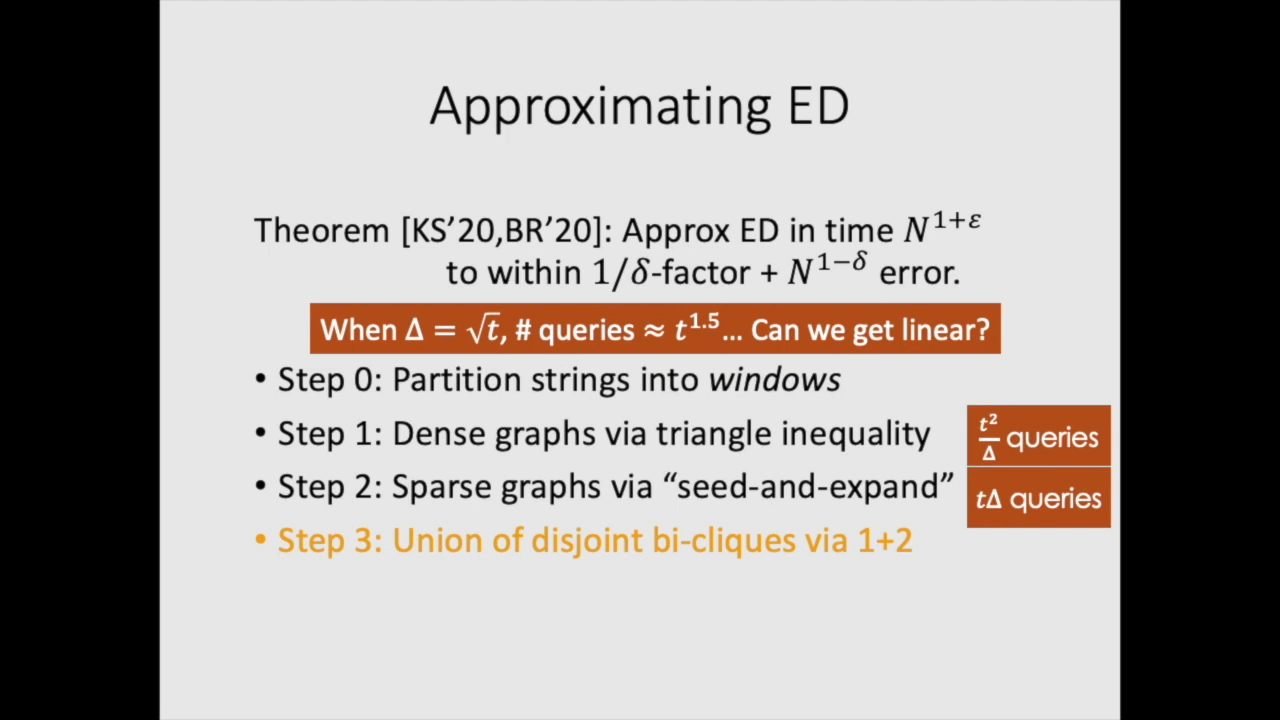 Approximating ED
Theorem [KS'20,BR'20]: Approx ED in time 𝑁^{1+𝜀}
to within 1/𝛿-factor + 𝑁^{1−𝛿} error.
When Δ = √𝑡, # queries ≈ 𝑡^{1.5}... Can we get linear?
• Step 0: Partition strings into windows
• Step 1: Dense graphs via triangle inequality
𝑡²/Δ queries
• Step 2: Sparse graphs via “seed-and-expand”
𝑡Δ queries
• Step 3: Union of disjoint bi-cliques via 1+2